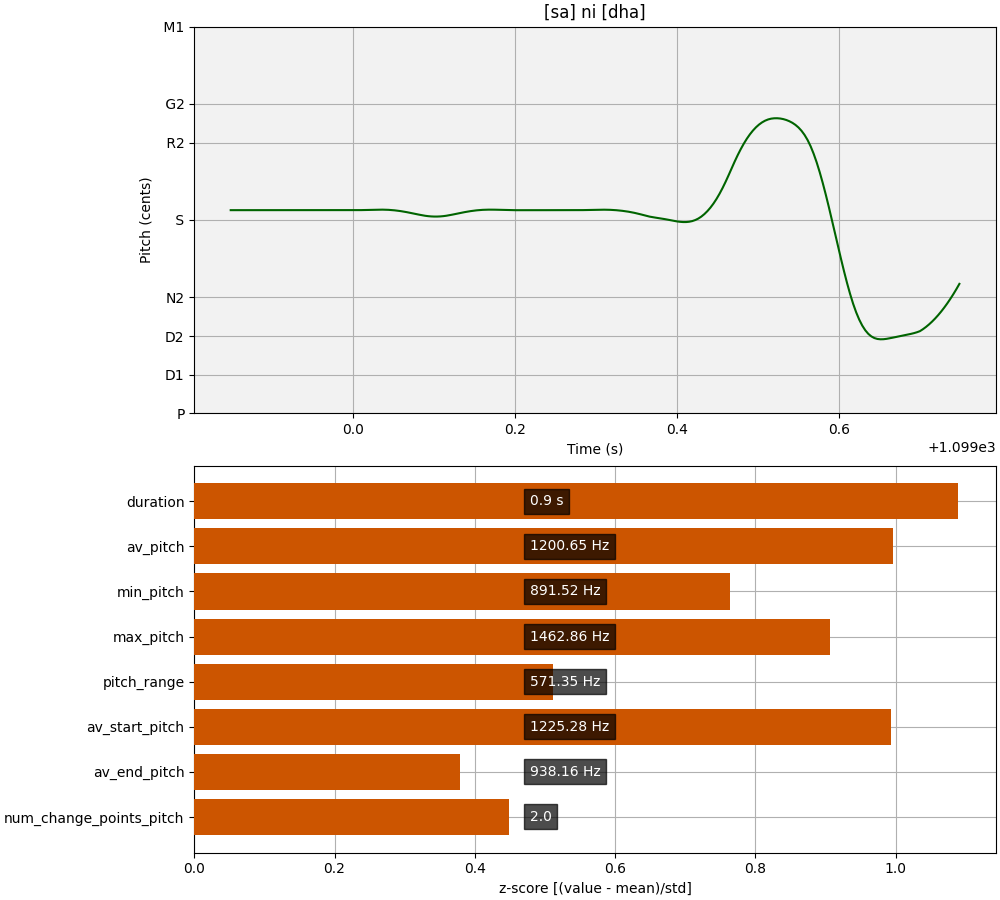 [sa] ni [dha]
M1
G2
R2
S
N2
D2
D1
P
Pitch (cents)
0.0 0.2 0.4 0.6
Time (s)
+1.099e3
duration 0.9 s
av_pitch 1200.65 Hz
min_pitch 891.52 Hz
max_pitch 1462.86 Hz
pitch_range 571.35 Hz
av_start_pitch 1225.28 Hz
av_end_pitch 938.16 Hz
num_change_points_pitch 2.0
0.0 0.2 0.4 0.6 0.8 1.0
z-score [(value - mean)/std]